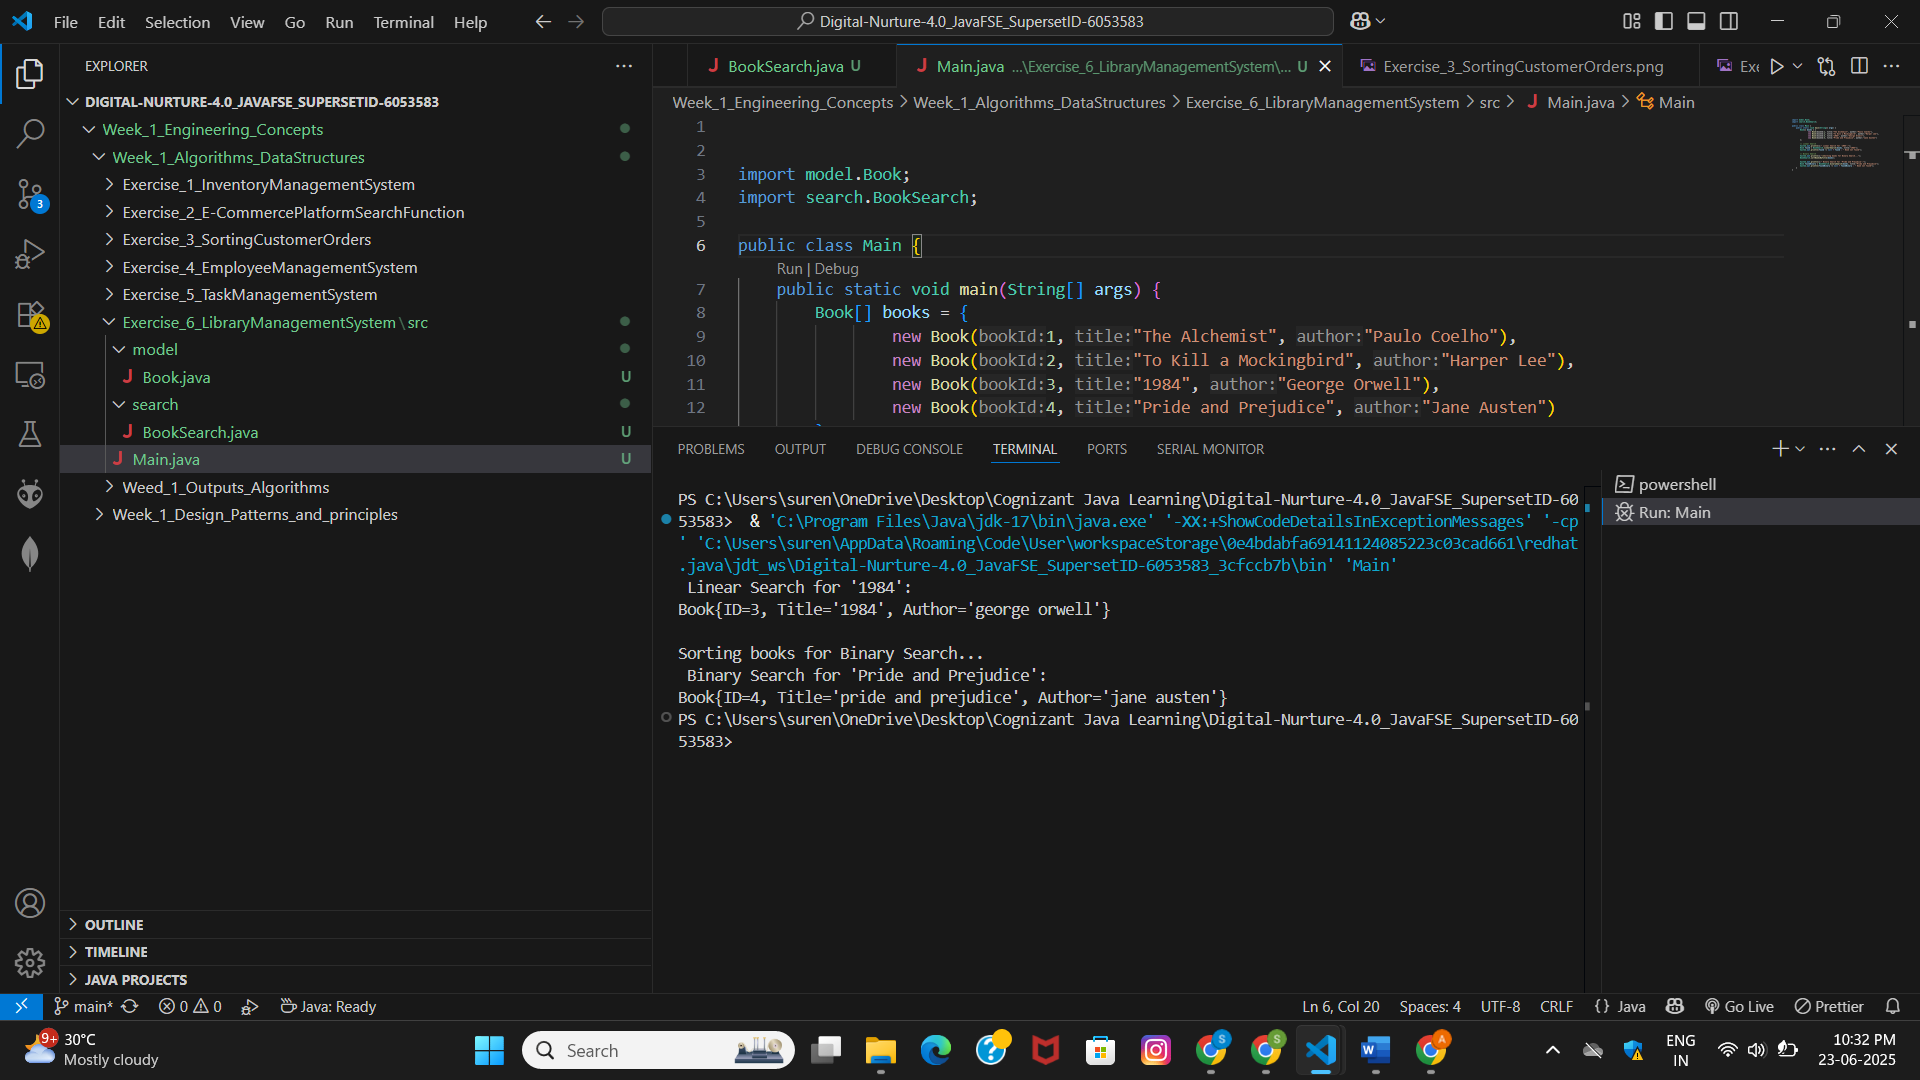 File Edit Selection View Go Run Terminal Help
Digital-Nurture-4.0_JavaFSE_SupersetID-6053583
EXPLORER
DIGITAL-NURTURE-4.0_JAVAFSE_SUPERSETID-6053583
Week_1_Engineering_Concepts
Week_1_Algorithms_DataStructures
Exercise_1_InventoryManagementSystem
Exercise_2_E-CommercePlatformSearchFunction
Exercise_3_SortingCustomerOrders
Exercise_4_EmployeeManagementSystem
Exercise_5_TaskManagementSystem
Exercise_6_LibraryManagementSystem\src
model
Book.java U
search
BookSearch.java U
Main.java U
Weed_1_Outputs_Algorithms
Week_1_Design_Patterns_and_principles
3
OUTLINE
TIMELINE
JAVA PROJECTS
BookSearch.java U
Main.java ...\Exercise_6_LibraryManagementSystem\... U
Exercise_3_SortingCustomerOrders.png
Exe
Week_1_Engineering_Concepts > Week_1_Algorithms_DataStructures > Exercise_6_LibraryManagementSystem > src > Main.java > Main
1
2
3 import model.Book;
4 import search.BookSearch;
5
6 public class Main {
Run | Debug
7 public static void main(String[] args) {
8 Book[] books = {
9 new Book(bookId:1, title:"The Alchemist", author:"Paulo Coelho"),
10 new Book(bookId:2, title:"To Kill a Mockingbird", author:"Harper Lee"),
11 new Book(bookId:3, title:"1984", author:"George Orwell"),
12 new Book(bookId:4, title:"Pride and Prejudice", author:"Jane Austen")
PROBLEMS OUTPUT DEBUG CONSOLE TERMINAL PORTS SERIAL MONITOR
PS C:\Users\suren\OneDrive\Desktop\Cognizant Java Learning\Digital-Nurture-4.0_JavaFSE_SupersetID-60
53583> & 'C:\Program Files\Java\jdk-17\bin\java.exe' '-XX:+ShowCodeDetailsInExceptionMessages' '-cp
' 'C:\Users\suren\AppData\Roaming\Code\User\workspaceStorage\0e4bdabfa69141124085223c03cad661\redhat
.java\jdt_ws\Digital-Nurture-4.0_JavaFSE_SupersetID-6053583_3cfccb7b\bin' 'Main'
Linear Search for '1984':
Book{ID=3, Title='1984', Author='george orwell'}
Sorting books for Binary Search...
Binary Search for 'Pride and Prejudice':
Book{ID=4, Title='pride and prejudice', Author='jane austen'}
PS C:\Users\suren\OneDrive\Desktop\Cognizant Java Learning\Digital-Nurture-4.0_JavaFSE_SupersetID-60
53583>
powershell
Run: Main
main* 0 0 Java: Ready
Ln 6, Col 20 Spaces: 4 UTF-8 CRLF {} Java Go Live Prettier
9+
30°C
Mostly cloudy
Search
S
S
A
ENG
IN
10:32 PM
23-06-2025